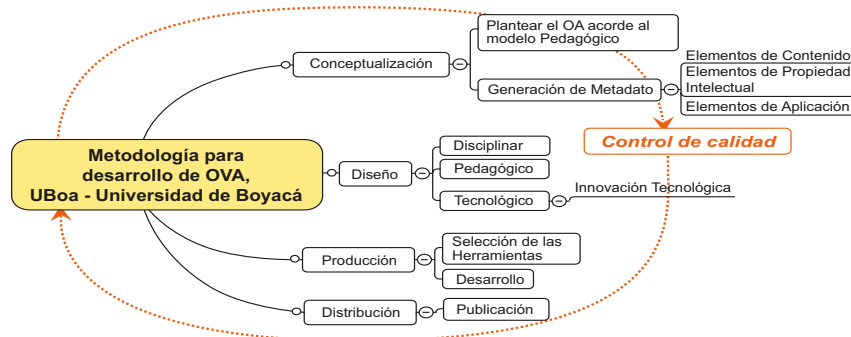 Metodología para
desarrollo de OVA,
UBoa - Universidad de Boyacá
Conceptualización
Plantear el OA acorde al
modelo Pedagógico
Generación de Metadato
Elementos de Contenido
Elementos de Propiedad
Intelectual
Elementos de Aplicación
Control de calidad
Diseño
Disciplinar
Pedagógico
Tecnológico
Innovación Tecnológica
Producción
Selección de las
Herramientas
Desarrollo
Distribución
Publicación